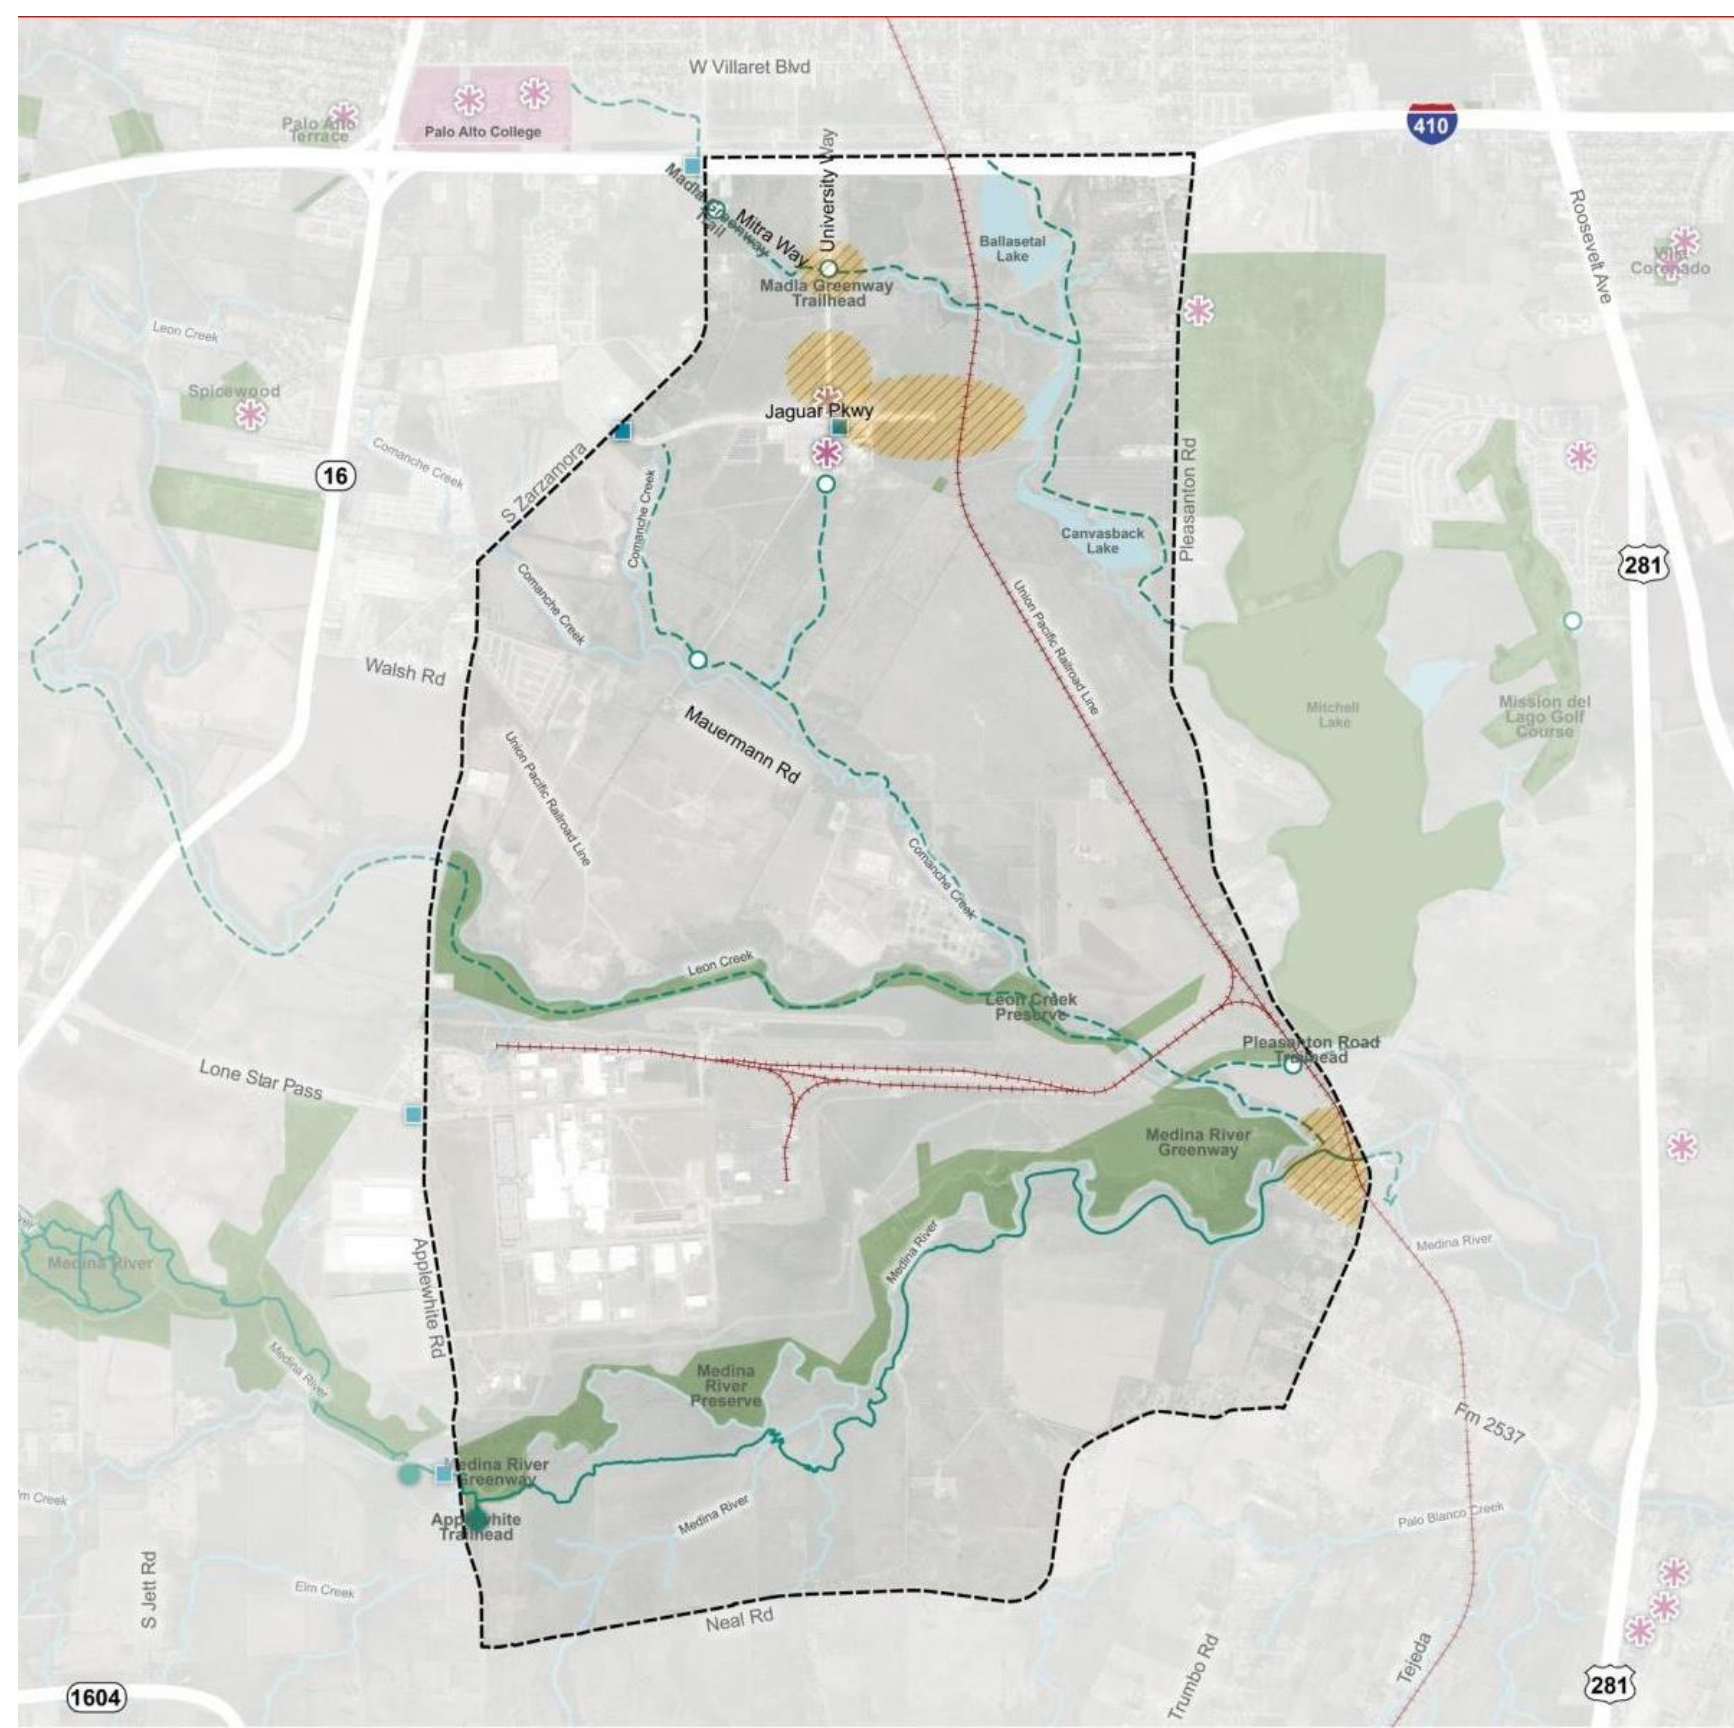 W Villaret Blvd
Palo Alto
Terrace
Palo Alto College
410
University Way
Madla Greenway
Trail
Mitra Way
Roosevelt Ave
Ballasetal
Lake
Villa
Coronado
Madla Greenway
Trailhead
Leon Creek
Spicewood
Jaguar Pkwy
Comanche Creek
16
S Zarzamora
Comanche Creek
Pleasanton Rd
Canvasback
Lake
281
Comanche Creek
Union Pacific Railroad Line
Walsh Rd
Mauermann Rd
Mitchell
Lake
Mission del
Lago Golf
Course
Union Pacific Railroad Line
Comanche Creek
Leon Creek
Leon Creek
Preserve
Pleasanton Road
Trailhead
Lone Star Pass
Medina River
Greenway
Medina River
Medina River
Medina River
Applewhite Rd
Medina River
Medina
River
Preserve
Fm 2537
Medina River
Greenway
Medina River
Palo Blanco Creek
Applewhite
Trailhead
Elm Creek
S Jett Rd
Neal Rd
Trumbo Rd
Tejeda
281
1604